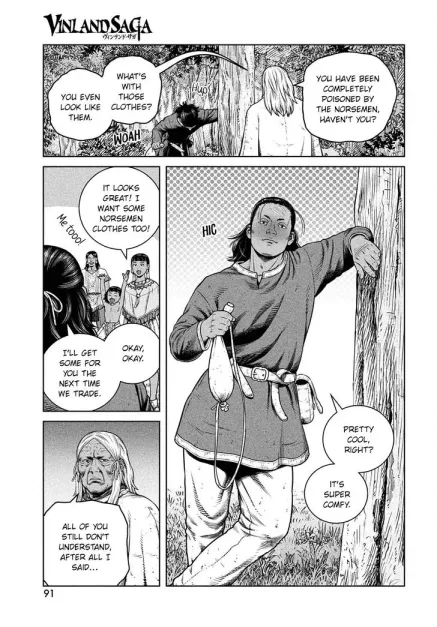 VINLAND SAGA
ヴィンランド・サガ
WHAT'S
WITH
THOSE
CLOTHES?
YOU EVEN
LOOK LIKE
THEM.
YOU HAVE BEEN
COMPLETELY
POISONED BY
THE NORSEMEN,
HAVEN'T YOU?
WOAH
IT LOOKS
GREAT! I
WANT SOME
NORSEMEN
CLOTHES TOO!
Me tooo!
OKAY,
OKAY.
I'LL GET
SOME FOR
YOU THE
NEXT TIME
WE TRADE.
HIC
PRETTY
COOL,
RIGHT?
IT'S
SUPER
COMFY.
ALL OF YOU
STILL DON'T
UNDERSTAND,
AFTER ALL I
SAID...
91